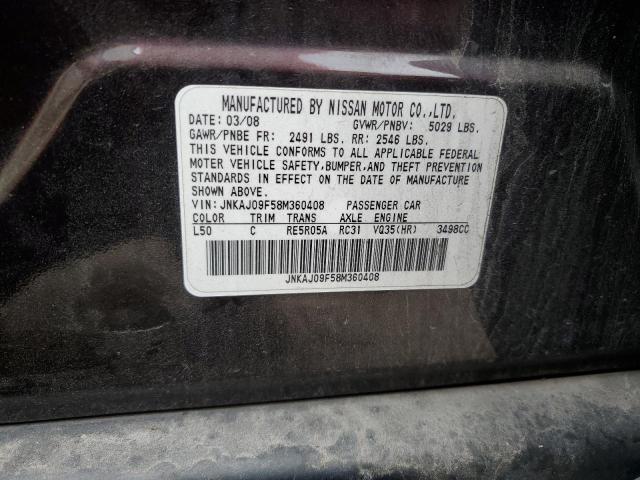 MANUFACTURED BY NISSAN MOTOR CO.,LTD.
DATE: 03/08 GVWR/PNBV: 5029 LBS.
GAWR/PNBE FR: 2491 LBS. RR: 2546 LBS.
THIS VEHICLE CONFORMS TO ALL APPLICABLE FEDERAL
MOTER VEHICLE SAFETY,BUMPER,AND THEFT PREVENTION
STANDARDS IN EFFECT ON THE DATE OF MANUFACTURE
SHOWN ABOVE.
VIN: JNKAJ09F58M360408 PASSENGER CAR
COLOR TRIM TRANS AXLE ENGINE
L50 C RE5R05A RC31 VQ35(HR) 3498CC
JNKAJ09F58M360408